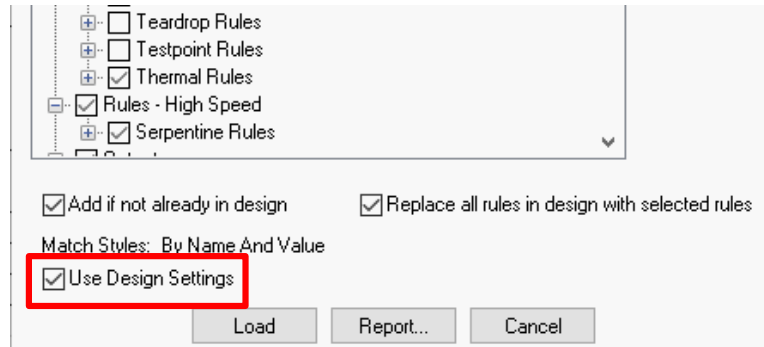 Teardrop Rules
Testpoint Rules
Thermal Rules
Rules - High Speed
Serpentine Rules
Add if not already in design
Replace all rules in design with selected rules
Match Styles: By Name And Value
Use Design Settings
Load
Report...
Cancel